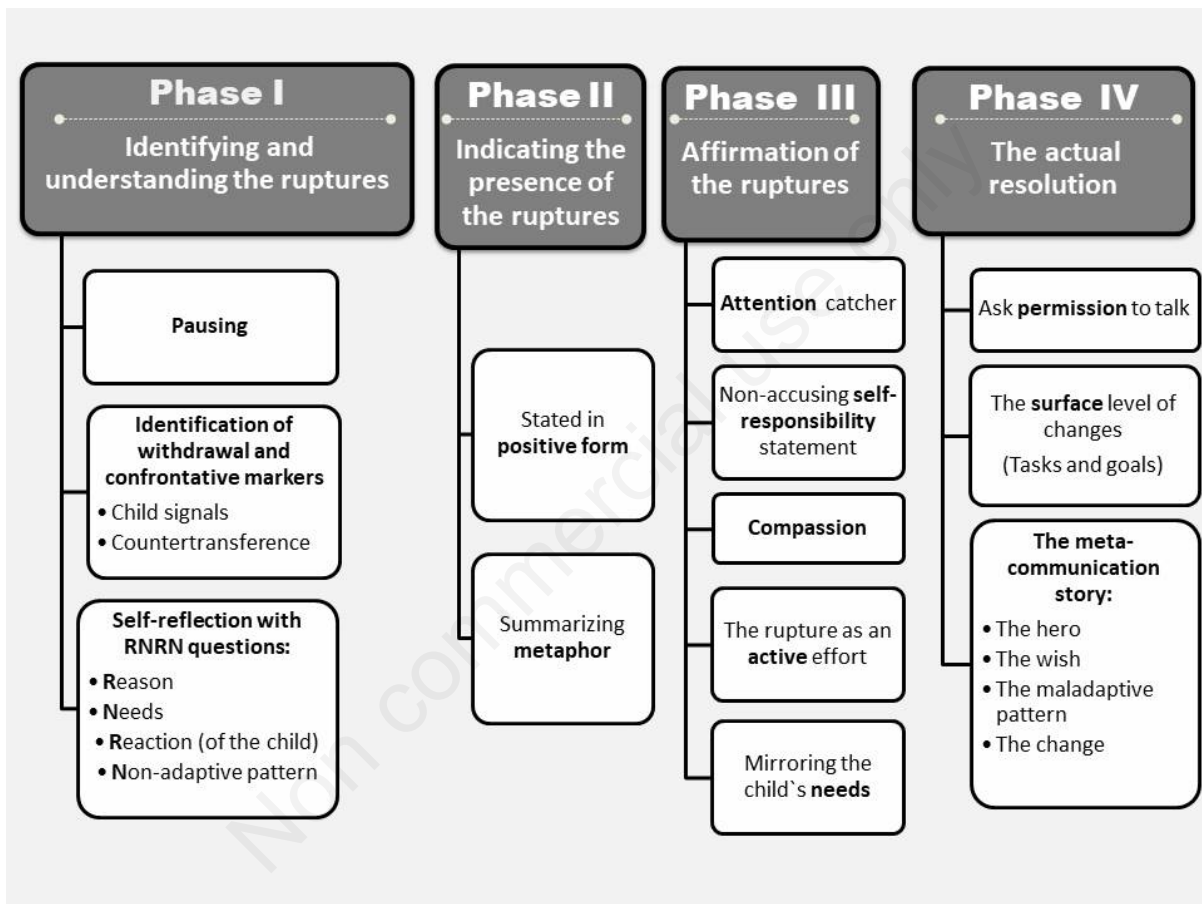 Phase I
Identifying and
understanding the ruptures
Pausing
Identification of
withdrawal and
confrontative markers
• Child signals
• Countertransference
Self-reflection with
RNRN questions:
• Reason
• Needs
• Reaction (of the child)
• Non-adaptive pattern
Phase II
Indicating the
presence of
the ruptures
Stated in
positive form
Summarizing
metaphor
Phase III
Affirmation of
the ruptures
Attention catcher
Non-accusing self-
responsibility
statement
Compassion
The rupture as an
active effort
Mirroring the
child`s needs
Phase IV
The actual
resolution
Ask permission to talk
The surface level of
changes
(Tasks and goals)
The meta-
communication
story:
• The hero
• The wish
• The maladaptive
pattern
• The change
Non commercial use only